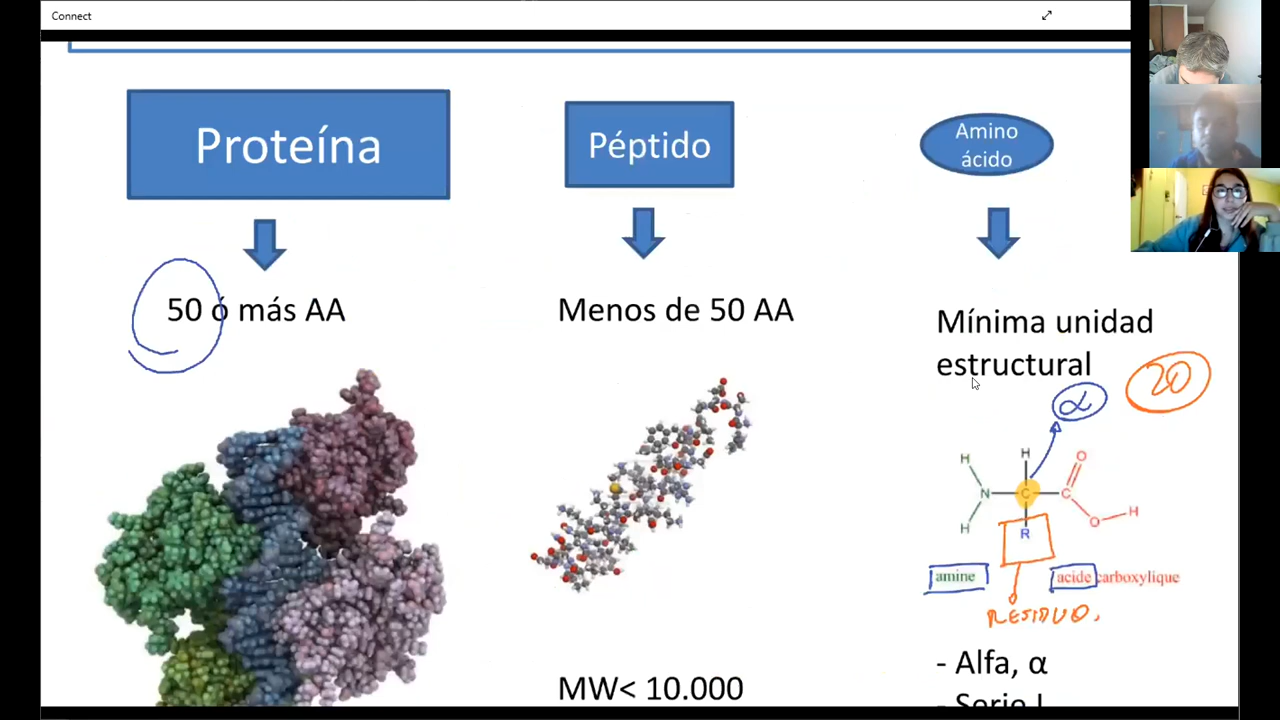 Connect
Proteína
Péptido
Amino
ácido
50 ó más AA
Menos de 50 AA
Mínima unidad
estructural
20
α
H
H
O
N
C
C
H
O
H
R
amine
acide carboxylique
RESIDUO.
- Alfa, α
MW< 10.000
- Serie L